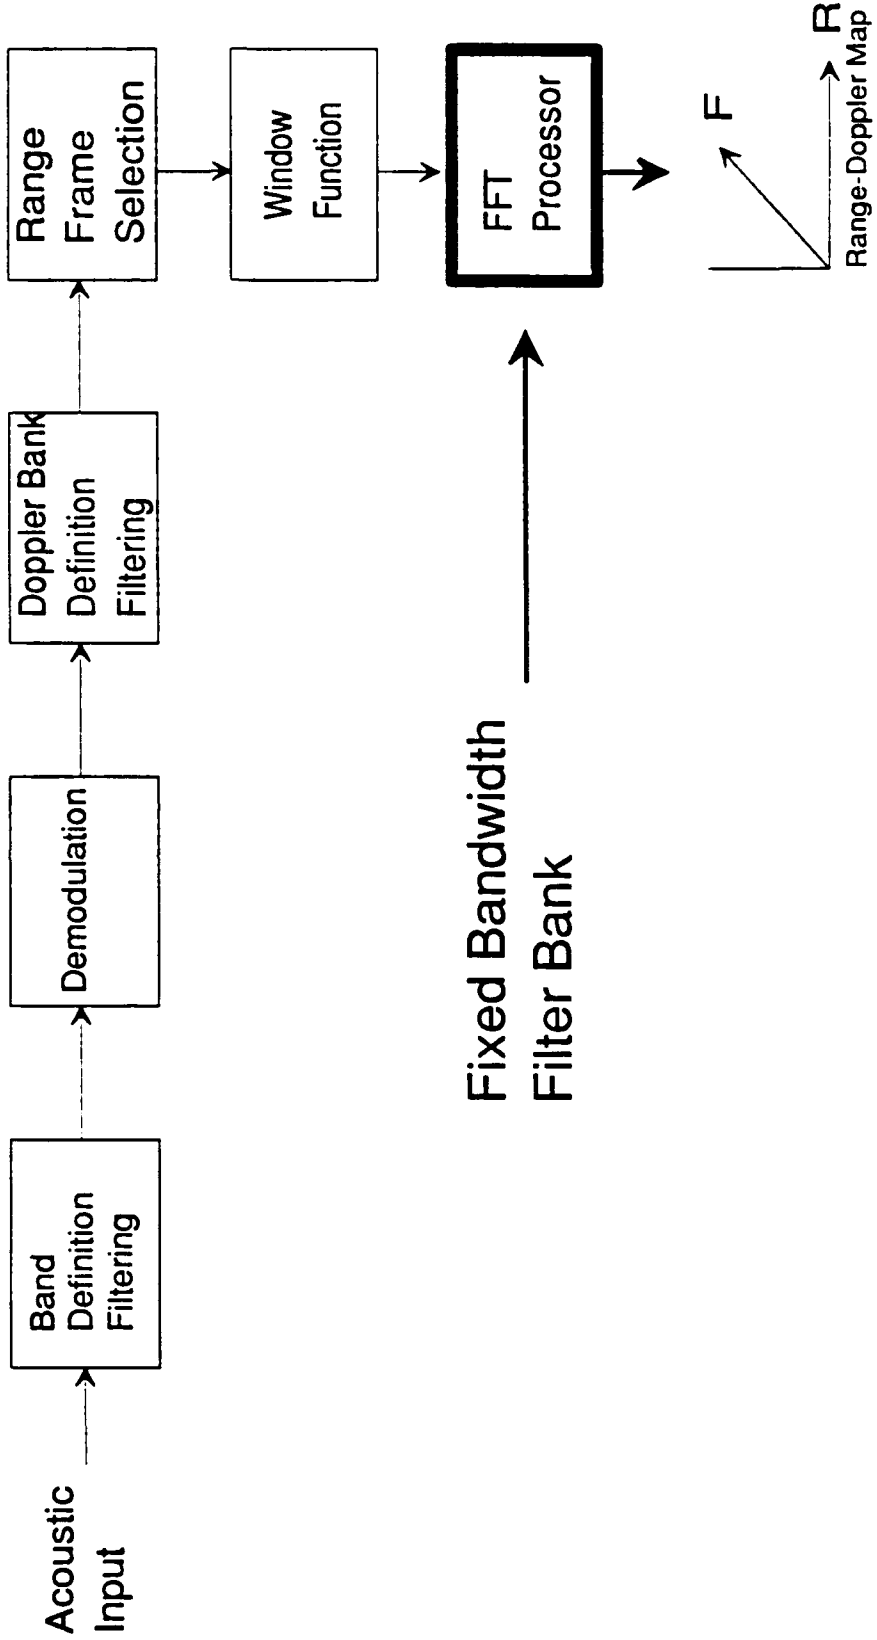 Acoustic
Input
Band
Definition
Filtering
Demodulation
Doppler Bank
Definition
Filtering
Range
Frame
Selection
Window
Function
FFT
Processor
Fixed Bandwidth
Filter Bank
F
R
Range-Doppler Map